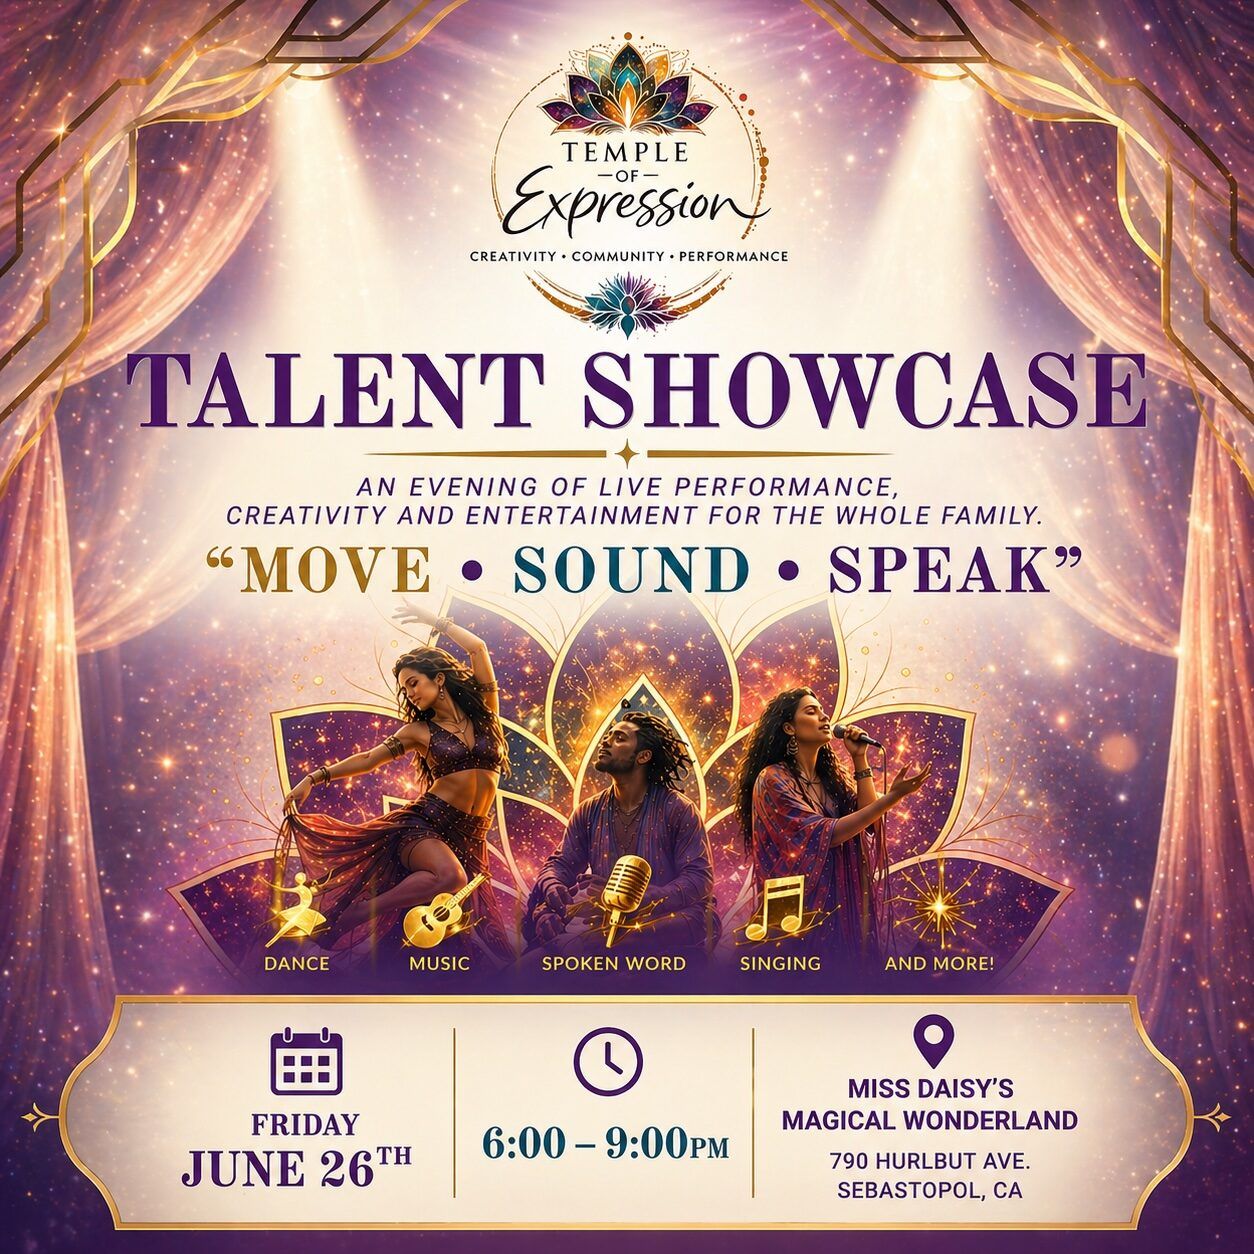 TEMPLE
OF
Expression
CREATIVITY • COMMUNITY • PERFORMANCE
TALENT SHOWCASE
AN EVENING OF LIVE PERFORMANCE,
CREATIVITY AND ENTERTAINMENT FOR THE WHOLE FAMILY.
“MOVE • SOUND • SPEAK”
DANCE
MUSIC
SPOKEN WORD
SINGING
AND MORE!
FRIDAY
JUNE 26TH
6:00 – 9:00PM
MISS DAISY’S
MAGICAL WONDERLAND
790 HURLBUT AVE.
SEBASTOPOL, CA